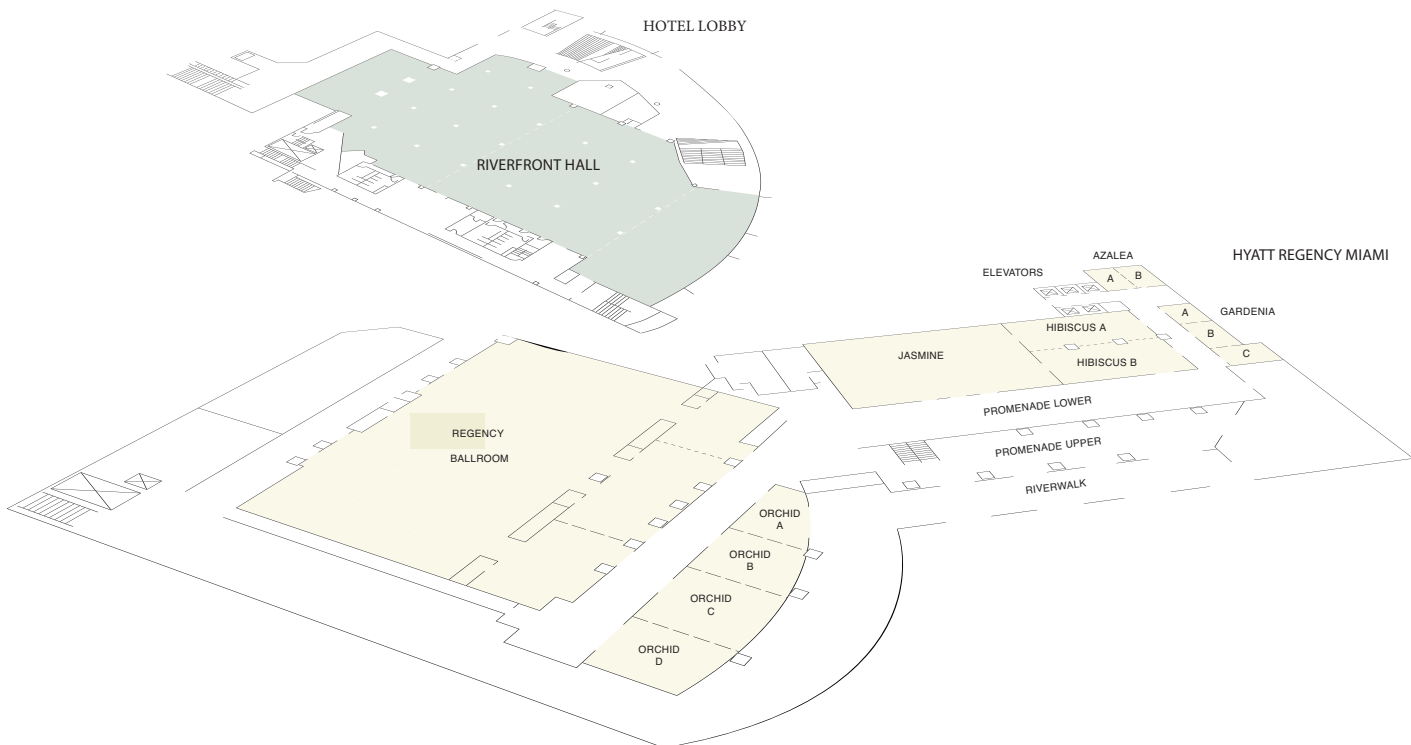 HOTEL LOBBY
RIVERFRONT HALL
HYATT REGENCY MIAMI
AZALEA
ELEVATORS
A
B
A
GARDENIA
B
C
HIBISCUS A
JASMINE
HIBISCUS B
PROMENADE LOWER
PROMENADE UPPER
RIVERWALK
REGENCY
BALLROOM
ORCHID
A
ORCHID
B
ORCHID
C
ORCHID
D